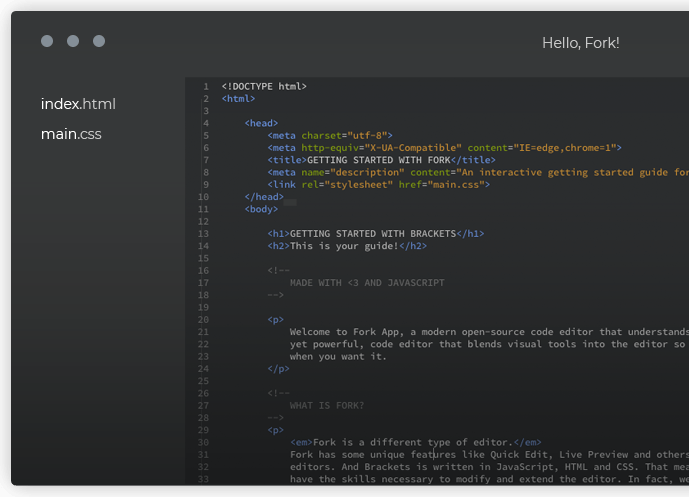 Hello, Fork!
index.html
main.css
1 <!DOCTYPE html>
2 <html>
3
4 <head>
5 <meta charset="utf-8">
6 <meta http-equiv="X-UA-Compatible" content="IE=edge,chrome=1">
7 <title>GETTING STARTED WITH FORK</title>
8 <meta name="description" content="An interactive getting started guide for
9 <link rel="stylesheet" href="main.css">
10 </head>
11 <body>
12
13 <h1>GETTING STARTED WITH BRACKETS</h1>
14 <h2>This is your guide!</h2>
15
16 <!--
17 MADE WITH <3 AND JAVASCRIPT
18 -->
19
20 <p>
21 Welcome to Fork App, a modern open-source code editor that understands
22 yet powerful, code editor that blends visual tools into the editor so
23 when you want it.
24 </p>
25
26 <!--
27 WHAT IS FORK?
28 -->
29 <p>
30 <em>Fork is a different type of editor.</em>
31 Fork has some unique features like Quick Edit, Live Preview and others
32 editors. And Brackets is written in JavaScript, HTML and CSS. That mea
33 have the skills necessary to modify and extend the editor. In fact, we